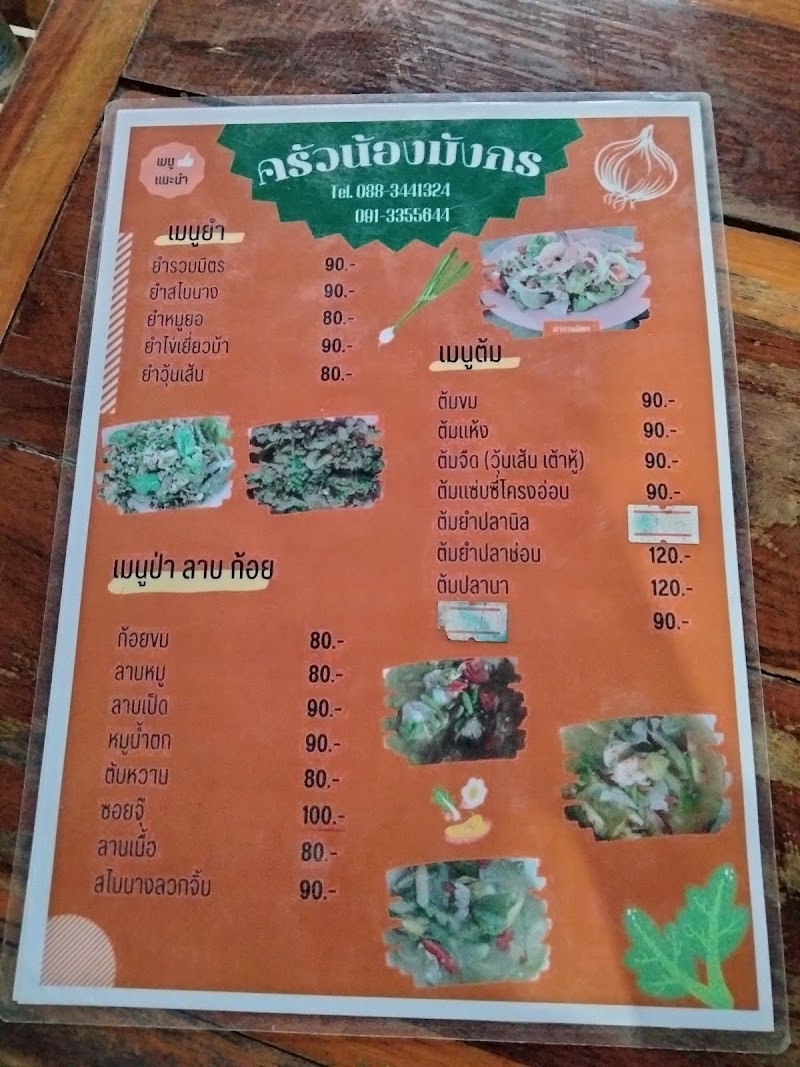 เมนู
แนะนำ
ครัวน้องมังกร
Tel. 088-3441324
091-3355644
เมนูยำ
ยำรวมมิตร 90.-
ยำสไบนาง 90.-
ยำหมูยอ 80.-
ยำไข่เยี่ยวม้า 90.-
ยำวุ้นเส้น 80.-
ยำรวมมิตร
เมนูต้ม
ต้มขม 90.-
ต้มแห้ง 90.-
ต้มจืด (วุ้นเส้น เต้าหู้) 90.-
ต้มแซ่บซี่โครงอ่อน 90.-
ต้มยำปลานิล
ต้มยำปลาช่อน 120.-
ต้มปลานา 120.-
90.-
เมนูป่า ลาบ ก้อย
ก้อยขม 80.-
ลาบหมู 80.-
ลาบเป็ด 90.-
หมูน้ำตก 90.-
ตับหวาน 80.-
ซอยจุ๊ 100.-
ลาบเนื้อ 80.-
สไบนางลวกจิ้ม 90.-